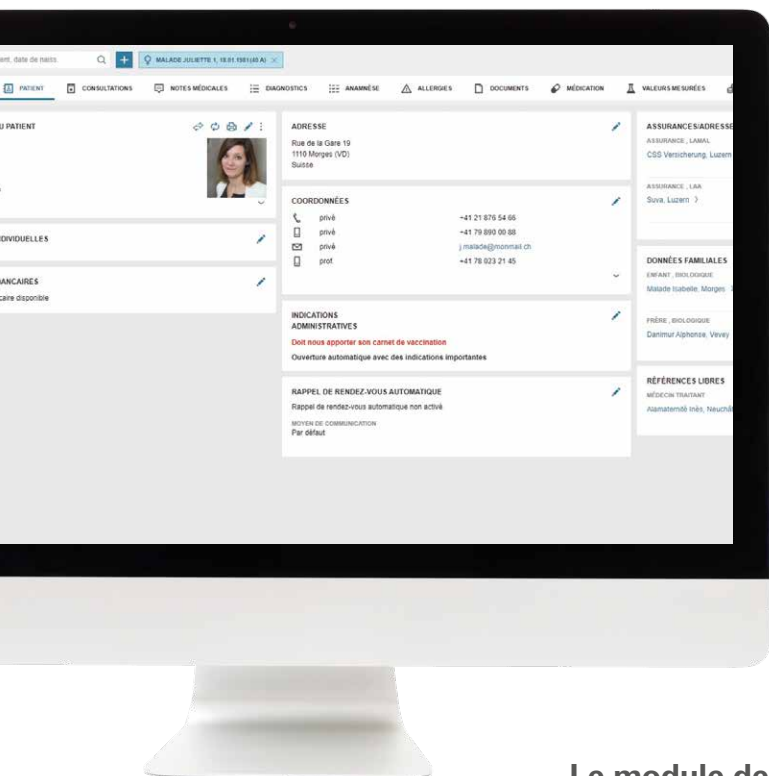 ent, date de naiss.
MALADE JULIETTE 1, 18.01.1981(40 A)
PATIENT
CONSULTATIONS
NOTES MÉDICALES
DIAGNOSTICS
ANAMNÈSE
ALLERGIES
DOCUMENTS
MÉDICATION
VALEURS MESURÉES
U PATIENT
NDIVIDUELLES
BANCAIRES
caire disponible
ADRESSE
Rue de la Gare 19
1110 Morges (VD)
Suisse
COORDONNÉES
privé +41 21 876 54 66
privé +41 79 890 00 88
privé j.malade@monmail.ch
prof. +41 78 023 21 45
INDICATIONS
ADMINISTRATIVES
Doit nous apporter son carnet de vaccination
Ouverture automatique avec des indications importantes
RAPPEL DE RENDEZ-VOUS AUTOMATIQUE
Rappel de rendez-vous automatique non activé
MOYEN DE COMMUNICATION
Par défaut
ASSURANCES/ADRESSE
ASSURANCE , LAMAL
CSS Versicherung, Luzern
ASSURANCE , LAA
Suva, Luzern
DONNÉES FAMILIALES
ENFANT , BIOLOGIQUE
Malade Isabelle, Morges
FRÈRE , BIOLOGIQUE
Danimur Alphonse, Vevey
RÉFÉRENCES LIBRES
MÉDECIN TRAITANT
Alamaternité Inès, Neuchât
Le module de